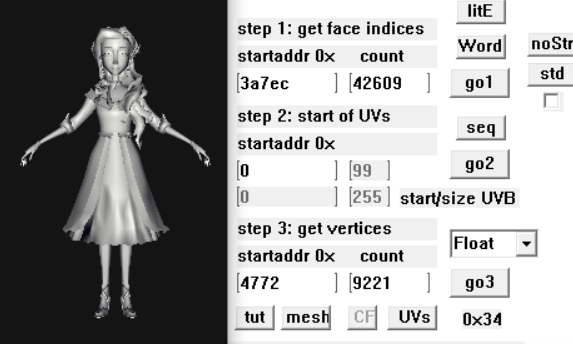 litE
step 1: get face indices
Word noStr
startaddr 0x count
std
3a7ec 42609 go1
step 2: start of UVs
seq
startaddr 0x
0 99 go2
0 255 start/size UVB
step 3: get vertices
Float
startaddr 0x count
4772 9221 go3
tut mesh CF UVs 0x34